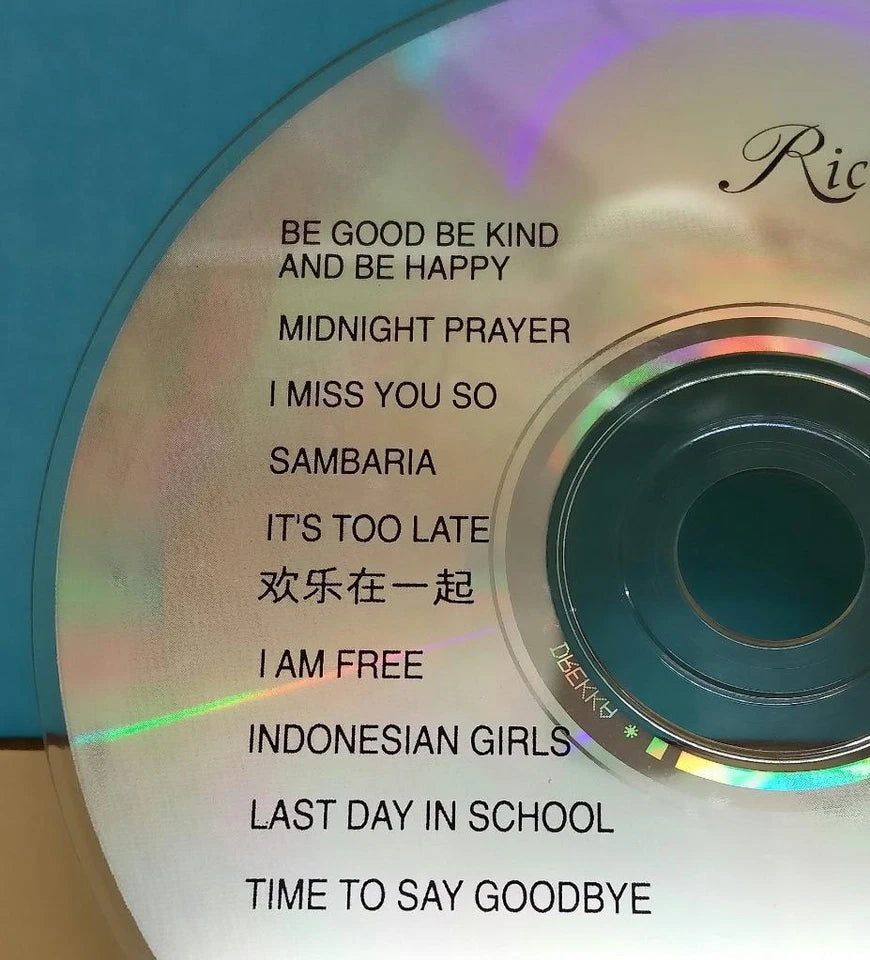 Ric
BE GOOD BE KIND
AND BE HAPPY
MIDNIGHT PRAYER
I MISS YOU SO
SAMBARIA
IT'S TOO LATE
欢乐在一起
I AM FREE
DREKKA *
INDONESIAN GIRLS
LAST DAY IN SCHOOL
TIME TO SAY GOODBYE